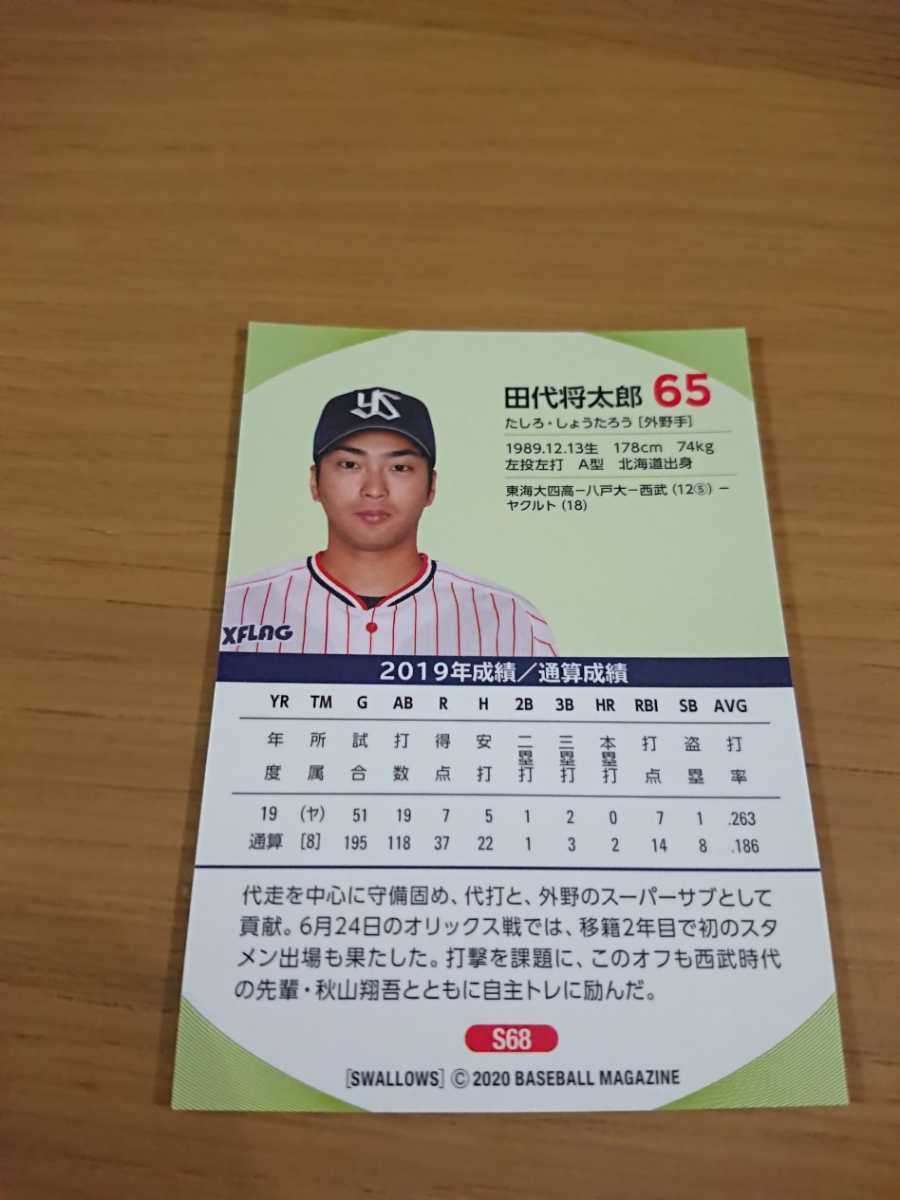 田代将太郎 65
たしろ・しょうたろう [外野手]
1989.12.13生 178cm 74kg
左投左打 A型 北海道出身
東海大四高－八戸大－西武 (12⑤) －
ヤクルト (18)
YS
XFLAG
2019年成績／通算成績
YR TM G AB R H 2B 3B HR RBI SB AVG
年度 所属 試合 打数 得点 安打 二塁打 三塁打 本塁打 打点 盗塁 打率
19 (ヤ) 51 19 7 5 1 2 0 7 1 .263
通算 [8] 195 118 37 22 1 3 2 14 8 .186
代走を中心に守備固め、代打と、外野のスーパーサブとして
貢献。6月24日のオリックス戦では、移籍2年目で初のスタ
メン出場も果たした。打撃を課題に、このオフも西武時代
の先輩・秋山翔吾とともに自主トレに励んだ。
S68
[SWALLOWS] © 2020 BASEBALL MAGAZINE